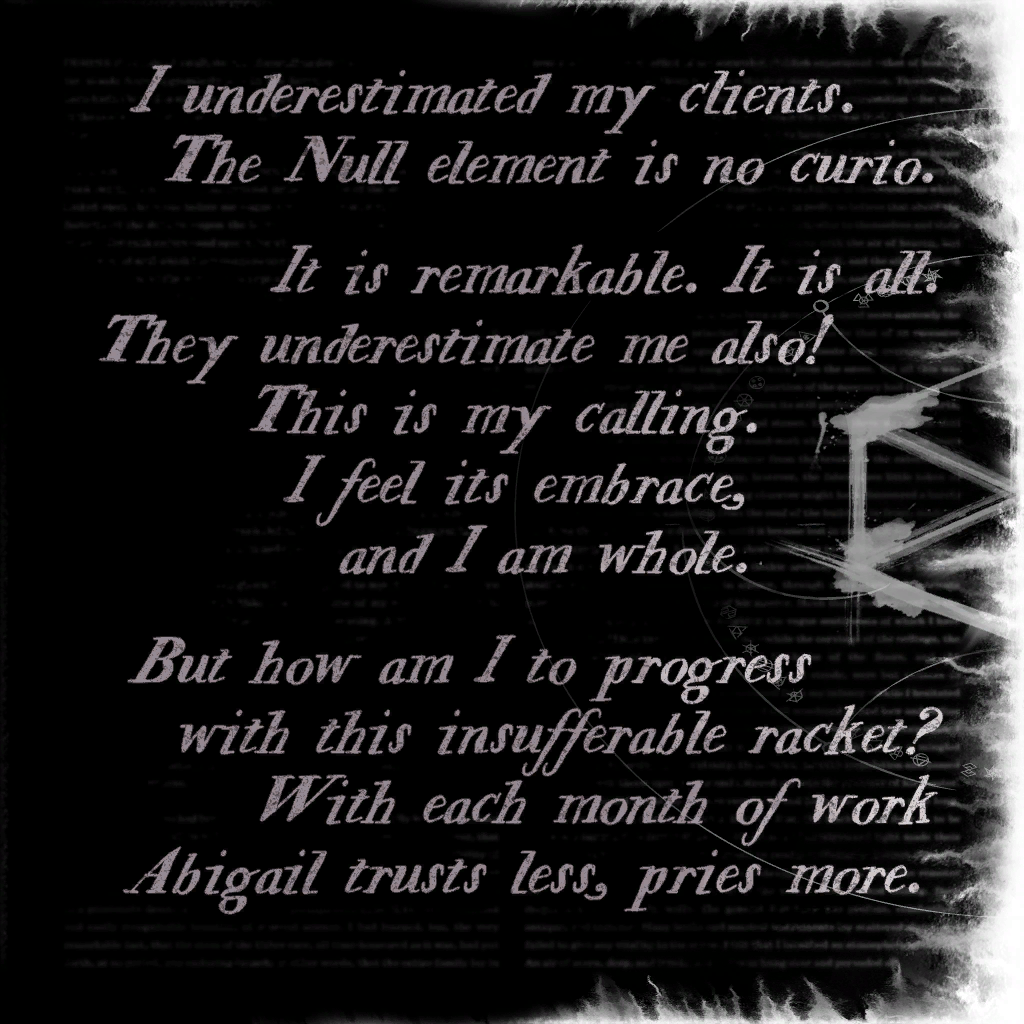 I underestimated my clients.
The Null element is no curio.
It is remarkable. It is all.
They underestimate me also!
This is my calling.
I feel its embrace,
and I am whole.
But how am I to progress
with this insufferable racket?
With each month of work
Abigail trusts less, pries more.